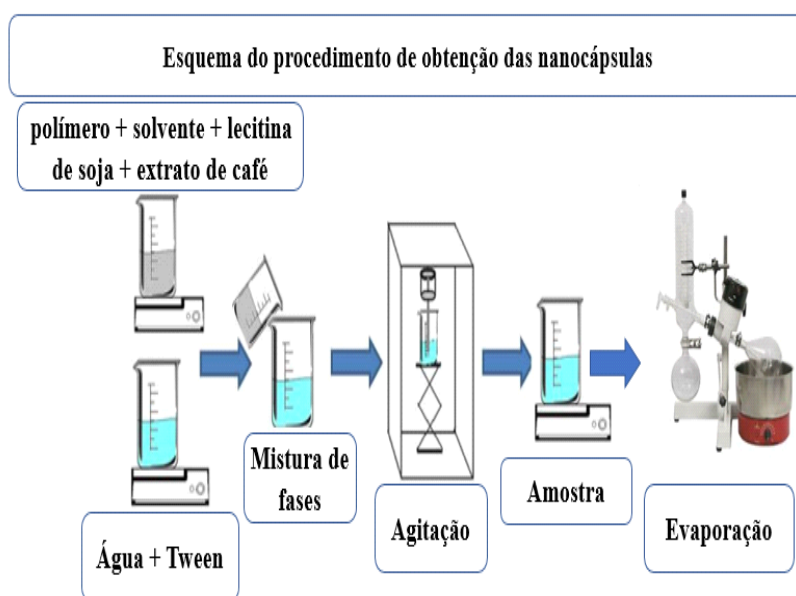 Esquema do procedimento de obtenção das nanocápsulas
polímero + solvente + lecitina
de soja + extrato de café
Mistura de
fases
Água + Tween
Agitação
Amostra
Evaporação